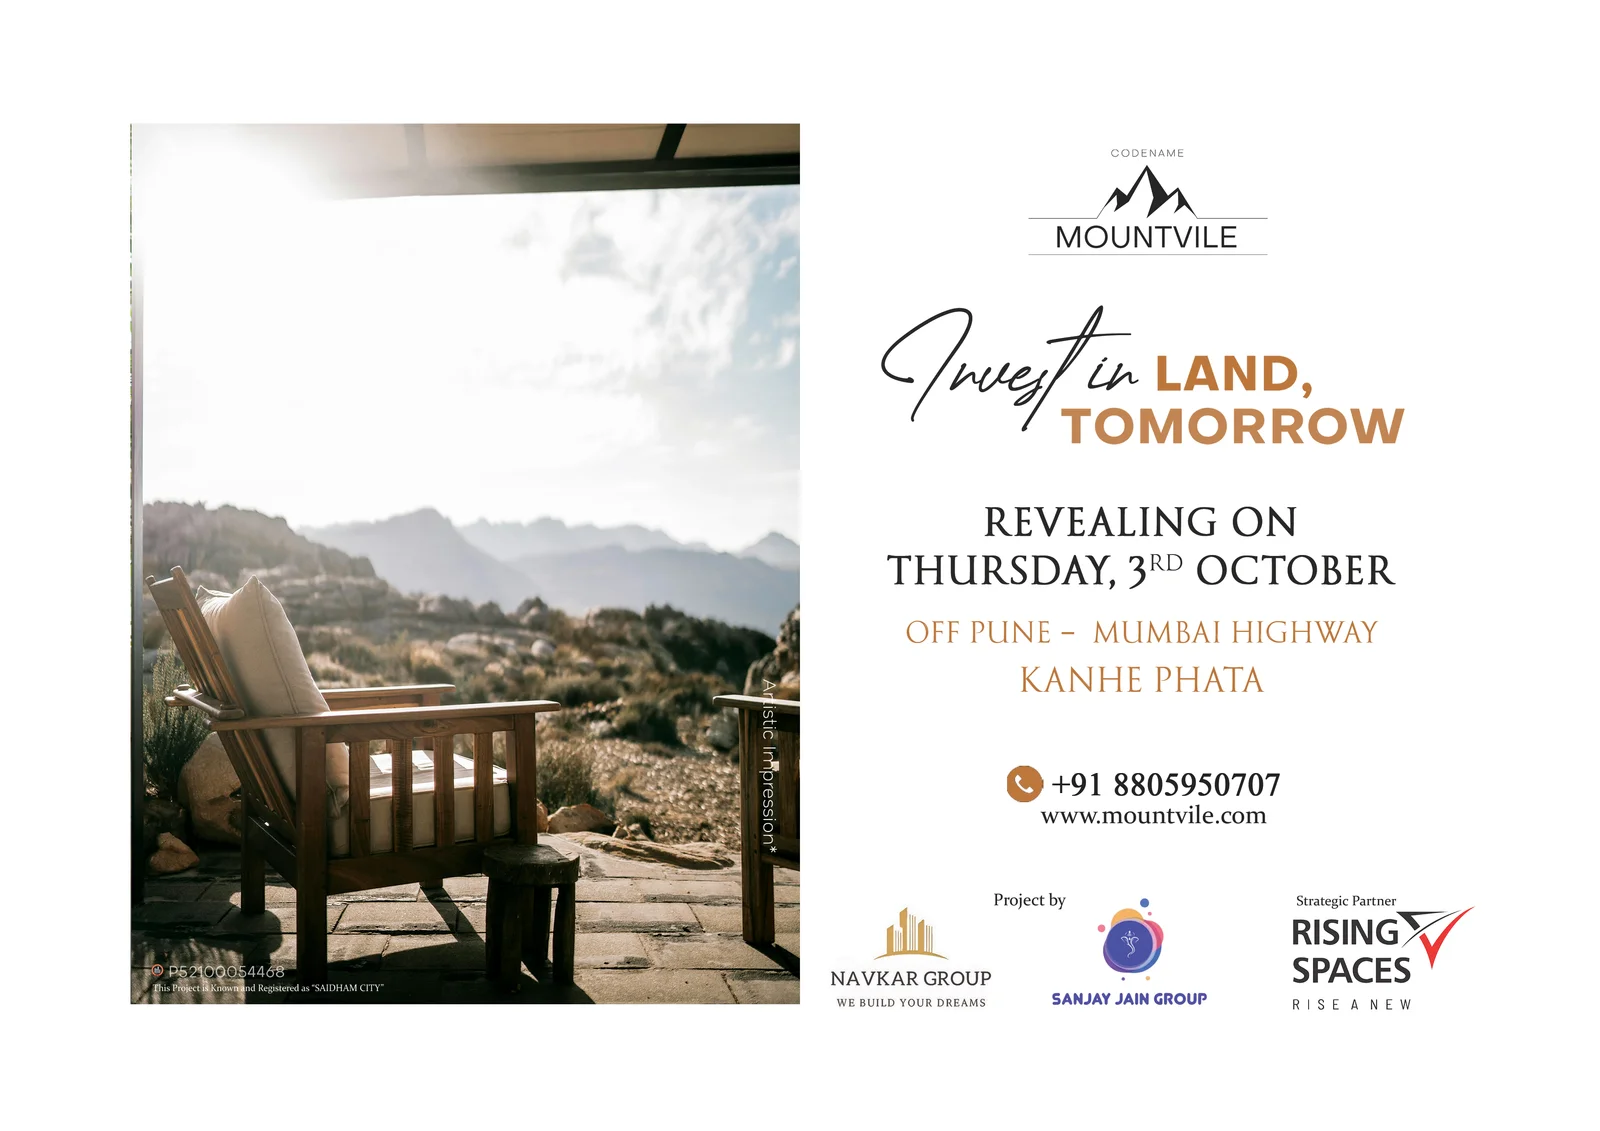 CODENAME
MOUNTVILE
Invest in LAND,
TOMORROW
REVEALING ON
THURSDAY, 3RD OCTOBER
OFF PUNE – MUMBAI HIGHWAY
KANHE PHATA
+91 8805950707
www.mountvile.com
Project by
NAVKAR GROUP
WE BUILD YOUR DREAMS
SANJAY JAIN GROUP
Strategic Partner
RISING
SPACES
RISE A NEW
Artistic Impression*
P52100054468
This Project is Known and Registered as "SAIDHAM CITY"